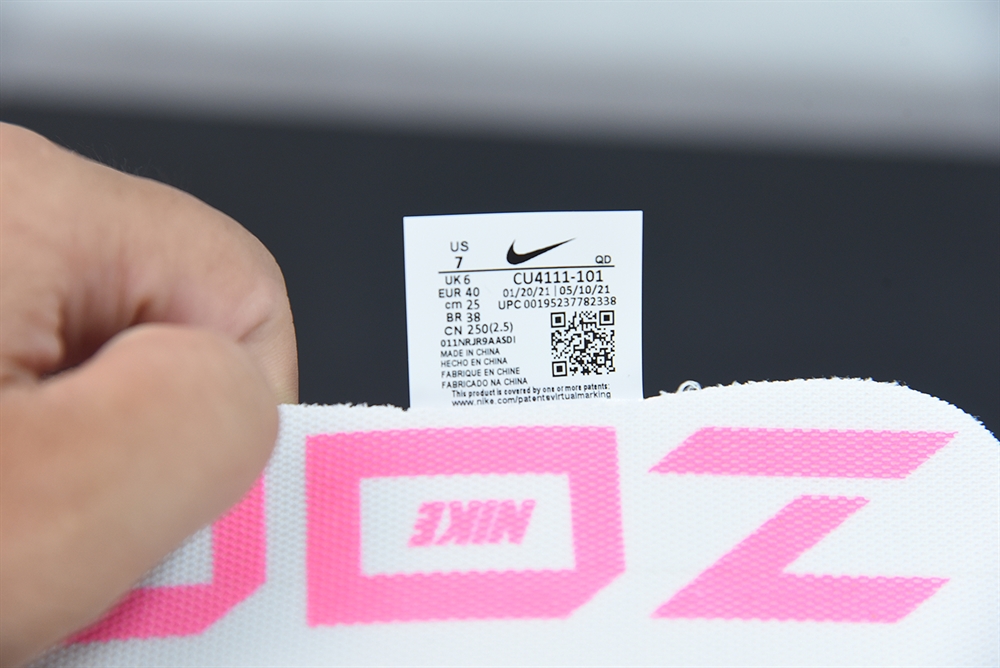 US
7
QD
UK 6
CU4111-101
EUR 40
01/20/21 | 05/10/21
cm 25
UPC 00195237782338
BR 38
CN 250(2.5)
011NRJR9AASDI
MADE IN CHINA
HECHO EN CHINA
FABRIQUE EN CHINE
FABRICADO NA CHINA
This product is covered by one or more patents:
www.nike.com/patentsvirtualmarking
NIKE